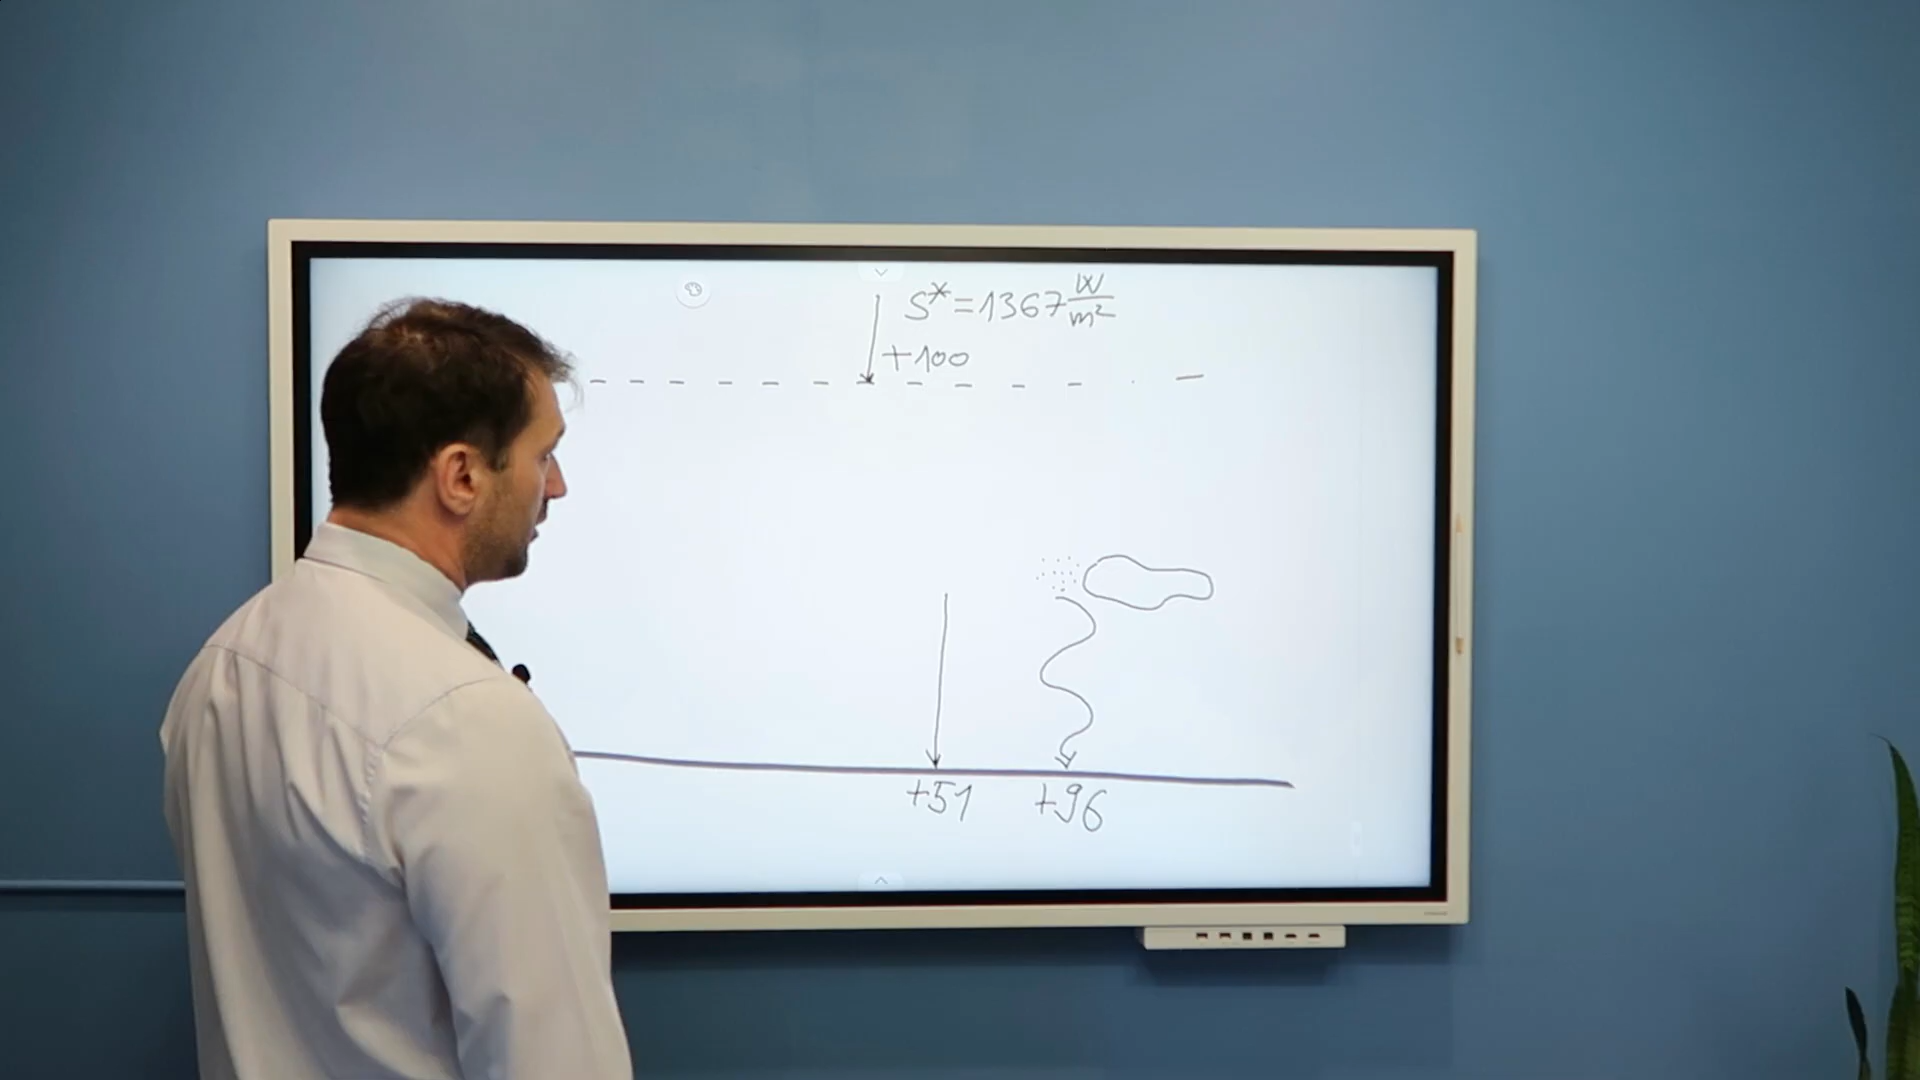 S* = 1367 W/m²
+100
+51 +96